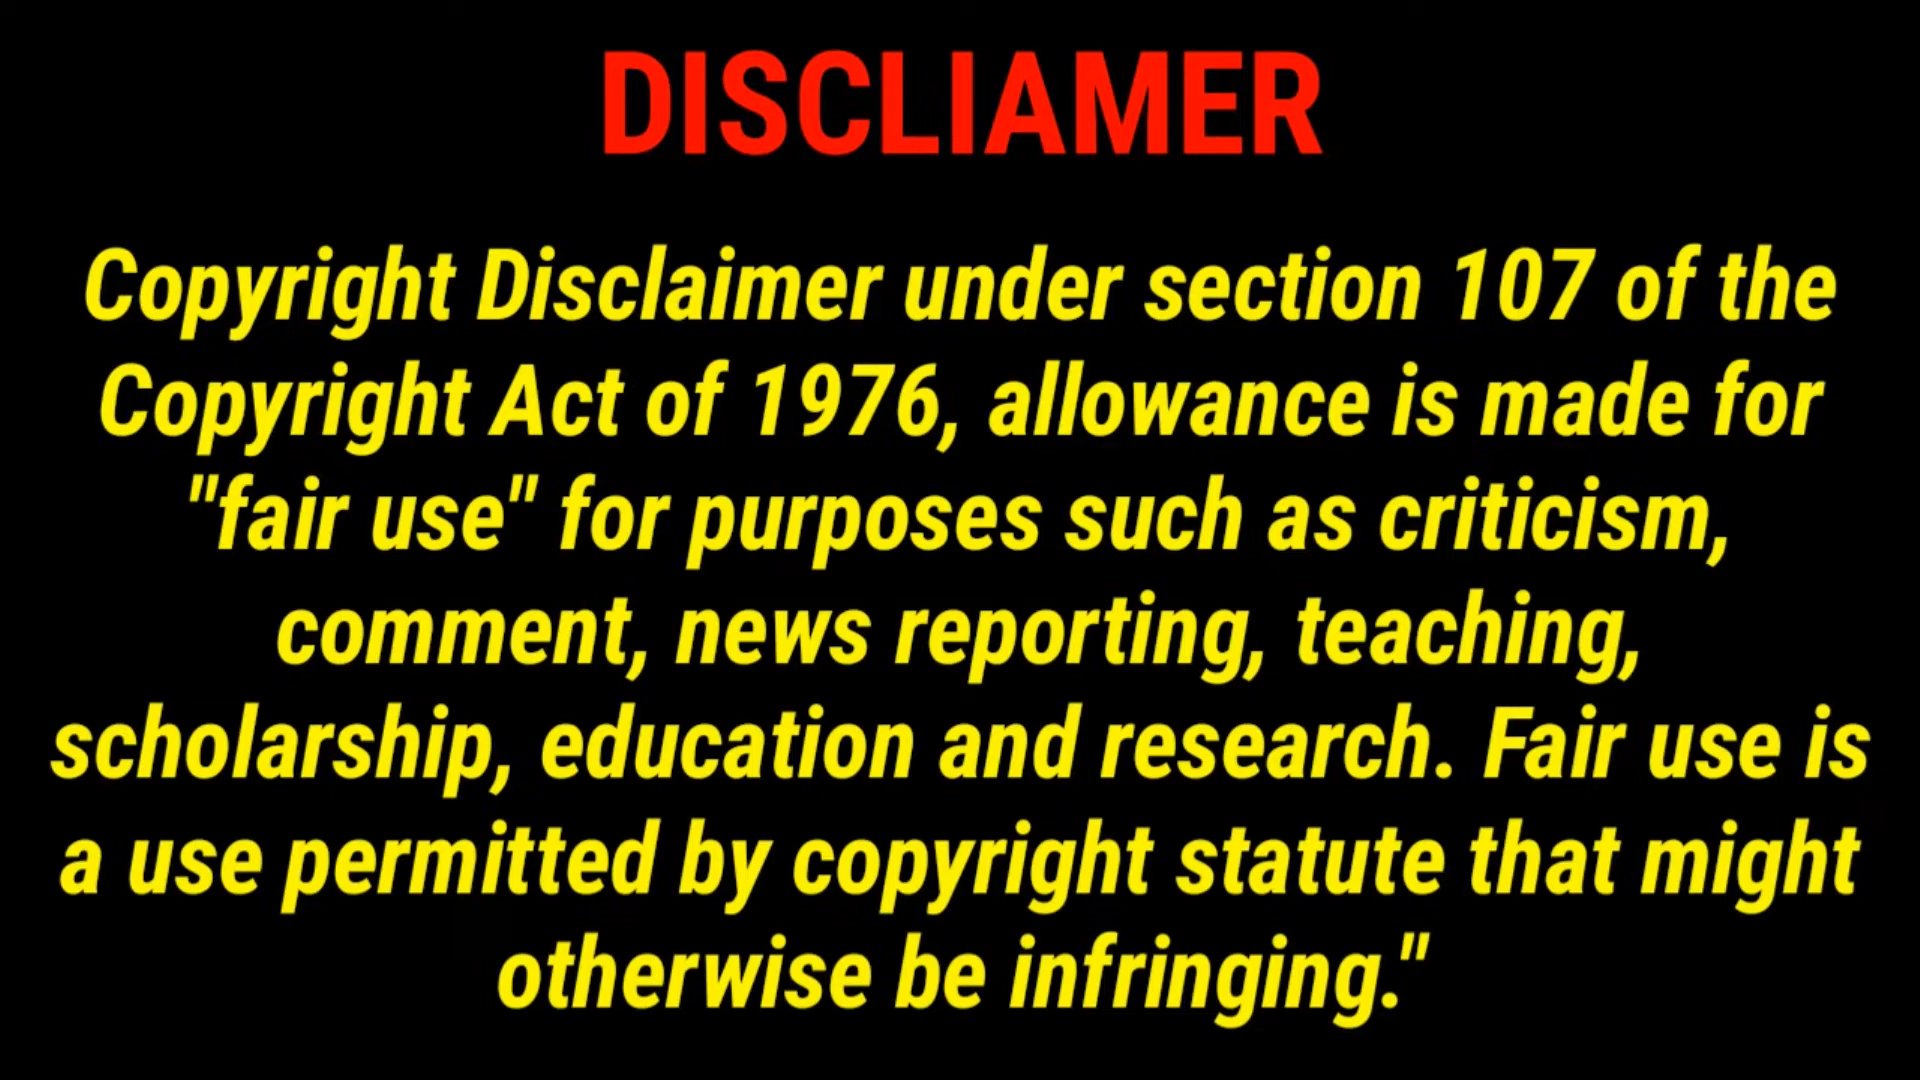 DISCLIAMER
Copyright Disclaimer under section 107 of the
Copyright Act of 1976, allowance is made for
"fair use" for purposes such as criticism,
comment, news reporting, teaching,
scholarship, education and research. Fair use is
a use permitted by copyright statute that might
otherwise be infringing."